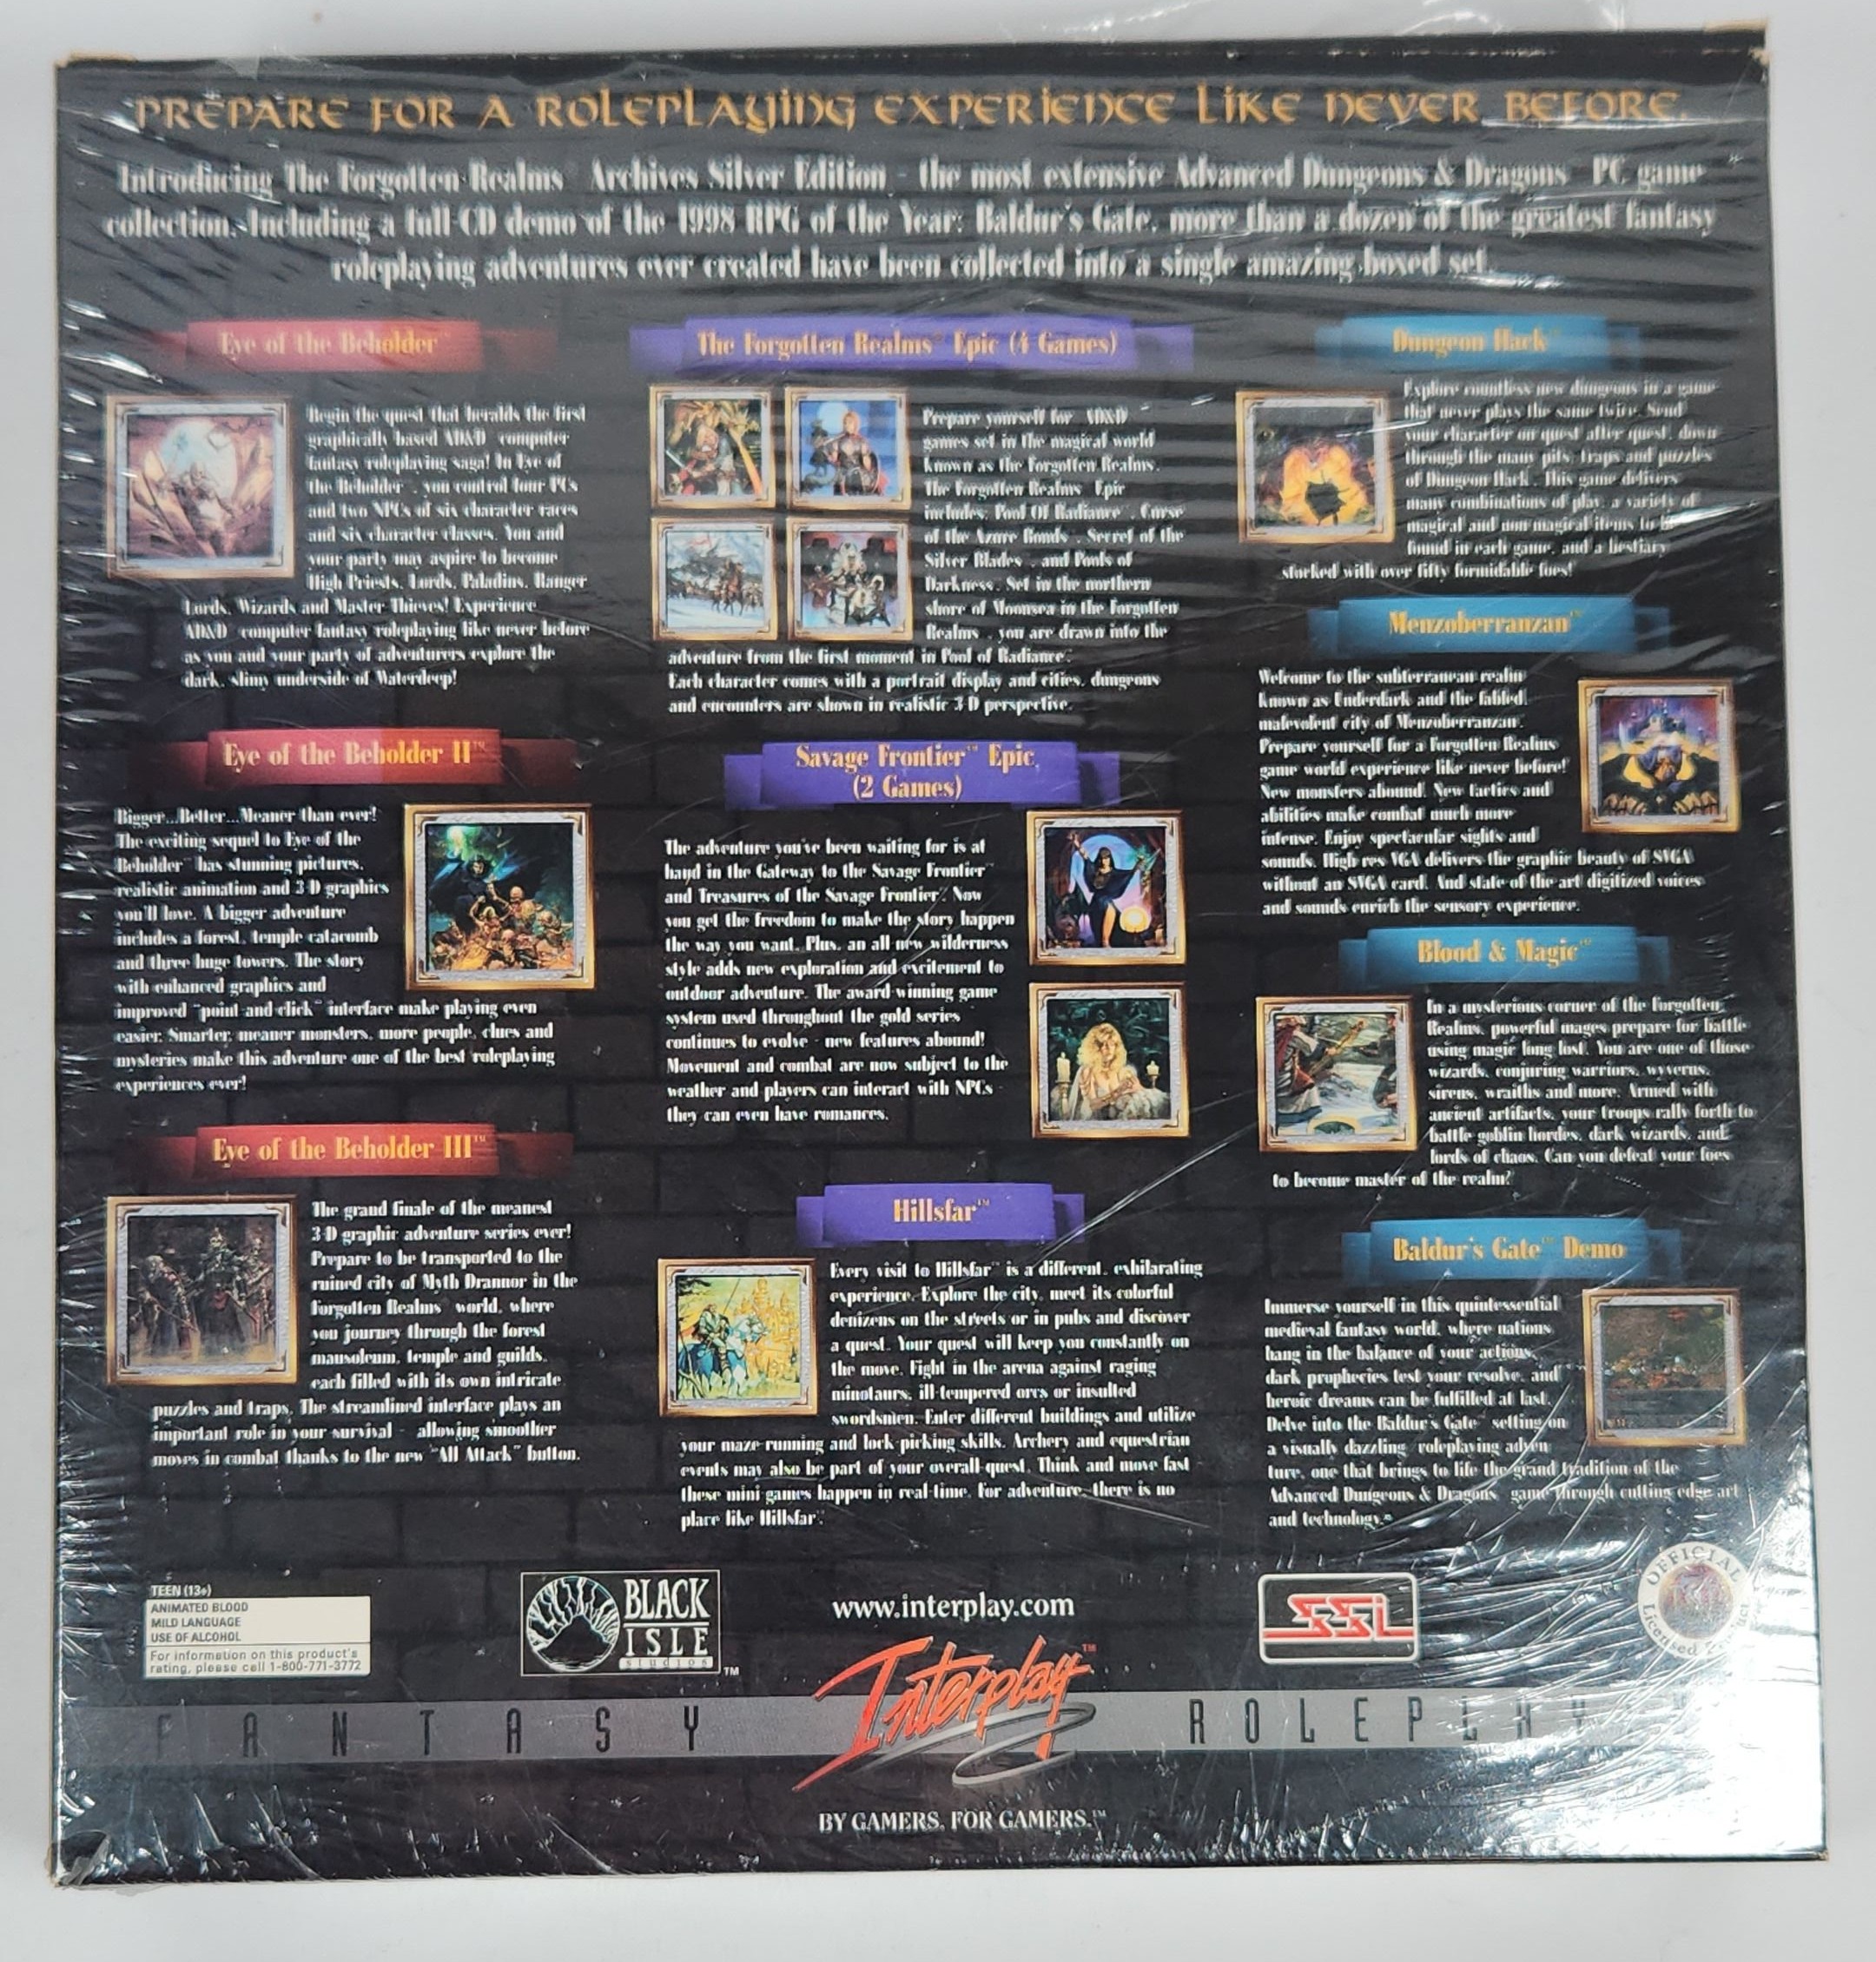 PREPARE FOR A ROLEPLAYING EXPERIENCE LIKE NEVER BEFORE.
Introducing The Forgotten Realms Archives Silver Edition - the most extensive Advanced Dungeons & Dragons PC game
collection. Including a full CD demo of the 1998 RPG of the Year: Baldur's Gate, more than a dozen of the greatest fantasy
roleplaying adventures ever created have been collected into a single amazing boxed set.
Eye of the Beholder™
Begin the quest that heralds the first
graphically based AD&D computer
fantasy roleplaying saga! In Eye of
the Beholder, you control four PCs
and two NPCs of six character races
and six character classes. You and
your party may aspire to become
High Priests, Lords, Paladins, Ranger
Lords, Wizards and Master Thieves! Experience
AD&D computer fantasy roleplaying like never before
as you and your party of adventurers explore the
dark, slimy underside of Waterdeep!
Eye of the Beholder II™
Bigger...Better...Meaner than ever!
The exciting sequel to Eye of the
Beholder has stunning pictures,
realistic animation and 3-D graphics
you'll love. A bigger adventure
includes a forest, temple catacomb
and three huge towers. The story
with enhanced graphics and
improved "point-and-click" interface make playing even
easier. Smarter, meaner monsters, more people, clues and
mysteries make this adventure one of the best roleplaying
experiences ever!
Eye of the Beholder III™
The grand finale of the meanest
3-D graphic adventure series ever!
Prepare to be transported to the
ruined city of Myth Drannor in the
Forgotten Realms world, where
you journey through the forest
mausoleum, temple and guilds,
each filled with its own intricate
puzzles and traps. The streamlined interface plays an
important role in your survival - allowing smoother
moves in combat thanks to the new "All Attack" button.
The Forgotten Realms™ Epic (4 Games)
Prepare yourself for AD&D
games set in the magical world
known as the Forgotten Realms.
The Forgotten Realms Epic
includes: Pool Of Radiance, Curse
of the Azure Bonds, Secret of the
Silver Blades, and Pools of
Darkness. Set in the northern
shore of Moonsea in the Forgotten
Realms, you are drawn into the
adventure from the first moment in Pool of Radiance.
Each character comes with a portrait display and cities, dungeons
and encounters are shown in realistic 3-D perspective.
Savage Frontier™ Epic
(2 Games)
The adventure you've been waiting for is at
hand in the Gateway to the Savage Frontier™
and Treasures of the Savage Frontier. Now
you get the freedom to make the story happen
the way you want. Plus, an all new wilderness
style adds new exploration and excitement to
outdoor adventure. The award-winning game
system used throughout the gold series
continues to evolve - new features abound!
Movement and combat are now subject to the
weather and players can interact with NPCs -
they can even have romances.
Hillsfar™
Every visit to Hillsfar™ is a different, exhilarating
experience. Explore the city, meet its colorful
denizens on the streets or in pubs and discover
a quest. Your quest will keep you constantly on
the move. Fight in the arena against raging
minotaurs, ill-tempered orcs or insulted
swordsmen. Enter different buildings and utilize
your maze-running and lock-picking skills. Archery and equestrian
events may also be part of your overall quest. Think and move fast
these mini-games happen in real-time. For adventure, there is no
place like Hillsfar.
Dungeon Hack™
Explore countless new dungeons in a game
that never plays the same twice. Send
your character on quest after quest, down
through the many pits, traps and puzzles
of Dungeon Hack. This game delivers
many combinations of play, a variety of
magical and non-magical items to be
found in each game, and a bestiary
stocked with over fifty formidable foes!
Menzoberranzan™
Welcome to the subterranean realm
known as Underdark and the fabled,
malevolent city of Menzoberranzan.
Prepare yourself for a Forgotten Realms
game world experience like never before!
New monsters abound. New tactics and
abilities make combat much more
intense. Enjoy spectacular sights and
sounds. High-res VGA delivers the graphic beauty of SVGA
without an SVGA card. And state-of-the-art digitized voices
and sounds enrich the sensory experience.
Blood & Magic™
In a mysterious corner of the Forgotten
Realms, powerful mages prepare for battle
using magic long lost. You are one of those
wizards, conjuring warriors, wyverns,
sirens, wraiths and more. Armed with
ancient artifacts, your troops rally forth to
battle goblin hordes, dark wizards, and
lords of chaos. Can you defeat your foes
to become master of the realm?
Baldur's Gate™ Demo
Immerse yourself in this quintessential
medieval fantasy world, where nations
hang in the balance of your actions,
dark prophecies test your resolve, and
heroic dreams can be fulfilled at last.
Delve into the Baldur's Gate™ setting on
a visually dazzling roleplaying adven-
ture, one that brings to life the grand tradition of the
Advanced Dungeons & Dragons game through cutting edge art
and technology.
TEEN (13+)
ANIMATED BLOOD
MILD LANGUAGE
USE OF ALCOHOL
For information on this product's
rating, please call 1-800-771-3772
BLACK
ISLE
studios™
www.interplay.com
Interplay™
SSI
OFFICIAL
Licensed
FANTASY ROLEPLAY
BY GAMERS. FOR GAMERS.™